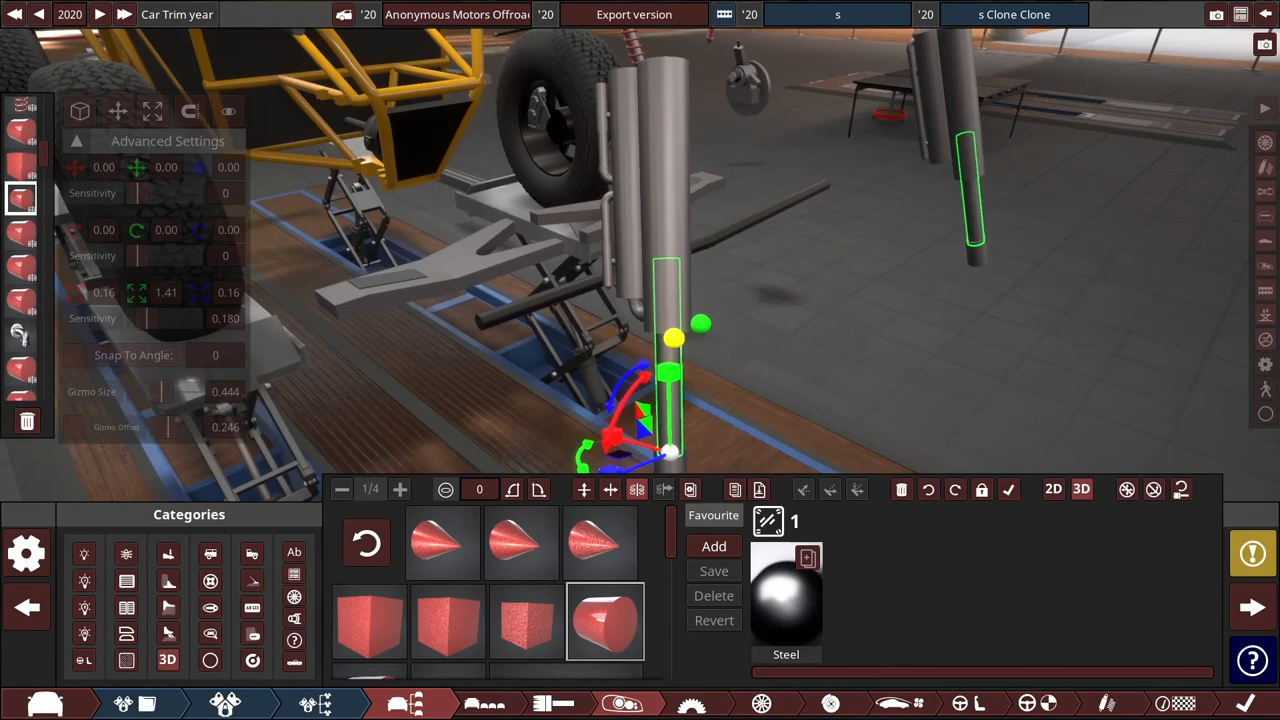 2020
Car Trim year
'20
Anonymous Motors Offroa
'20
Export version
'20
s
'20
s Clone Clone
Advanced Settings
0.00 0.00 0.00
Sensitivity 0
0.00 0.00 0.00
Sensitivity 0
0.16 1.41 0.16
Sensitivity 0.180
Snap To Angle: 0
Gizmo Size 0.444
Gizmo Offset 0.246
1/4
0
2D
3D
Categories
Ab
3D
Favourite
Add
Save
Delete
Revert
1
Steel